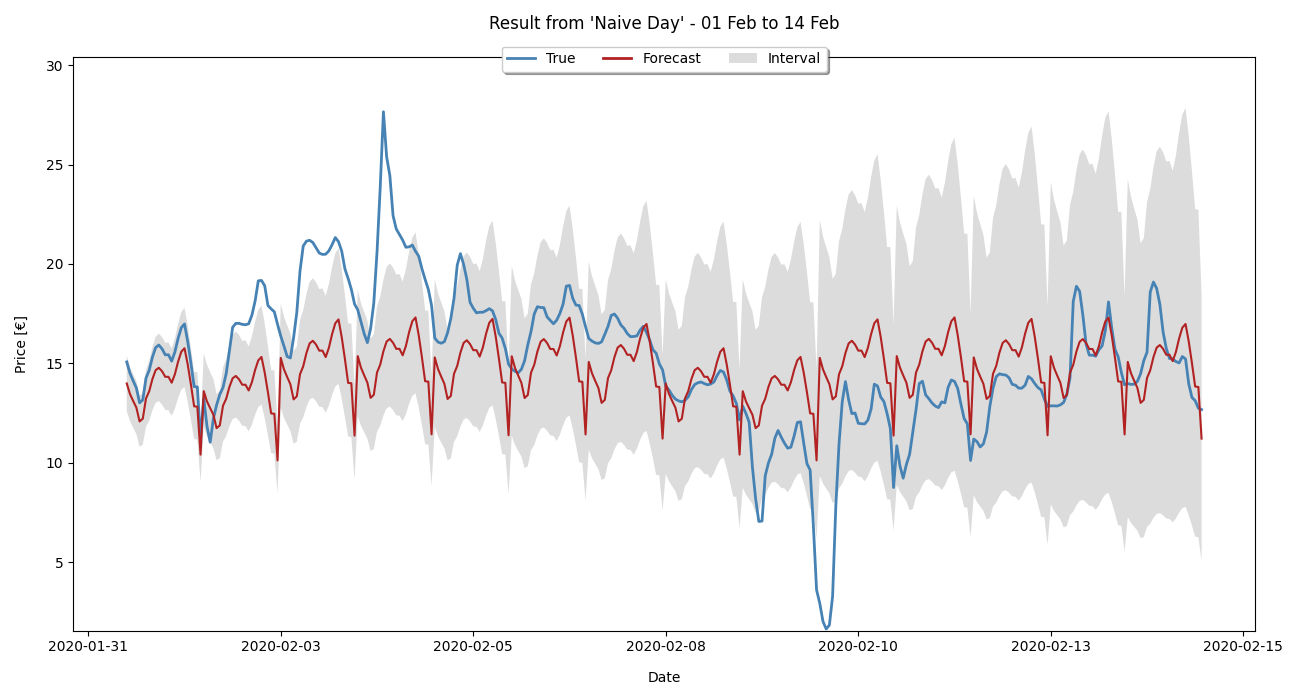 Result from 'Naive Day' - 01 Feb to 14 Feb
True Forecast Interval
30
25
20
15
10
5
Price [€]
2020-01-31 2020-02-03 2020-02-05 2020-02-08 2020-02-10 2020-02-13 2020-02-15
Date